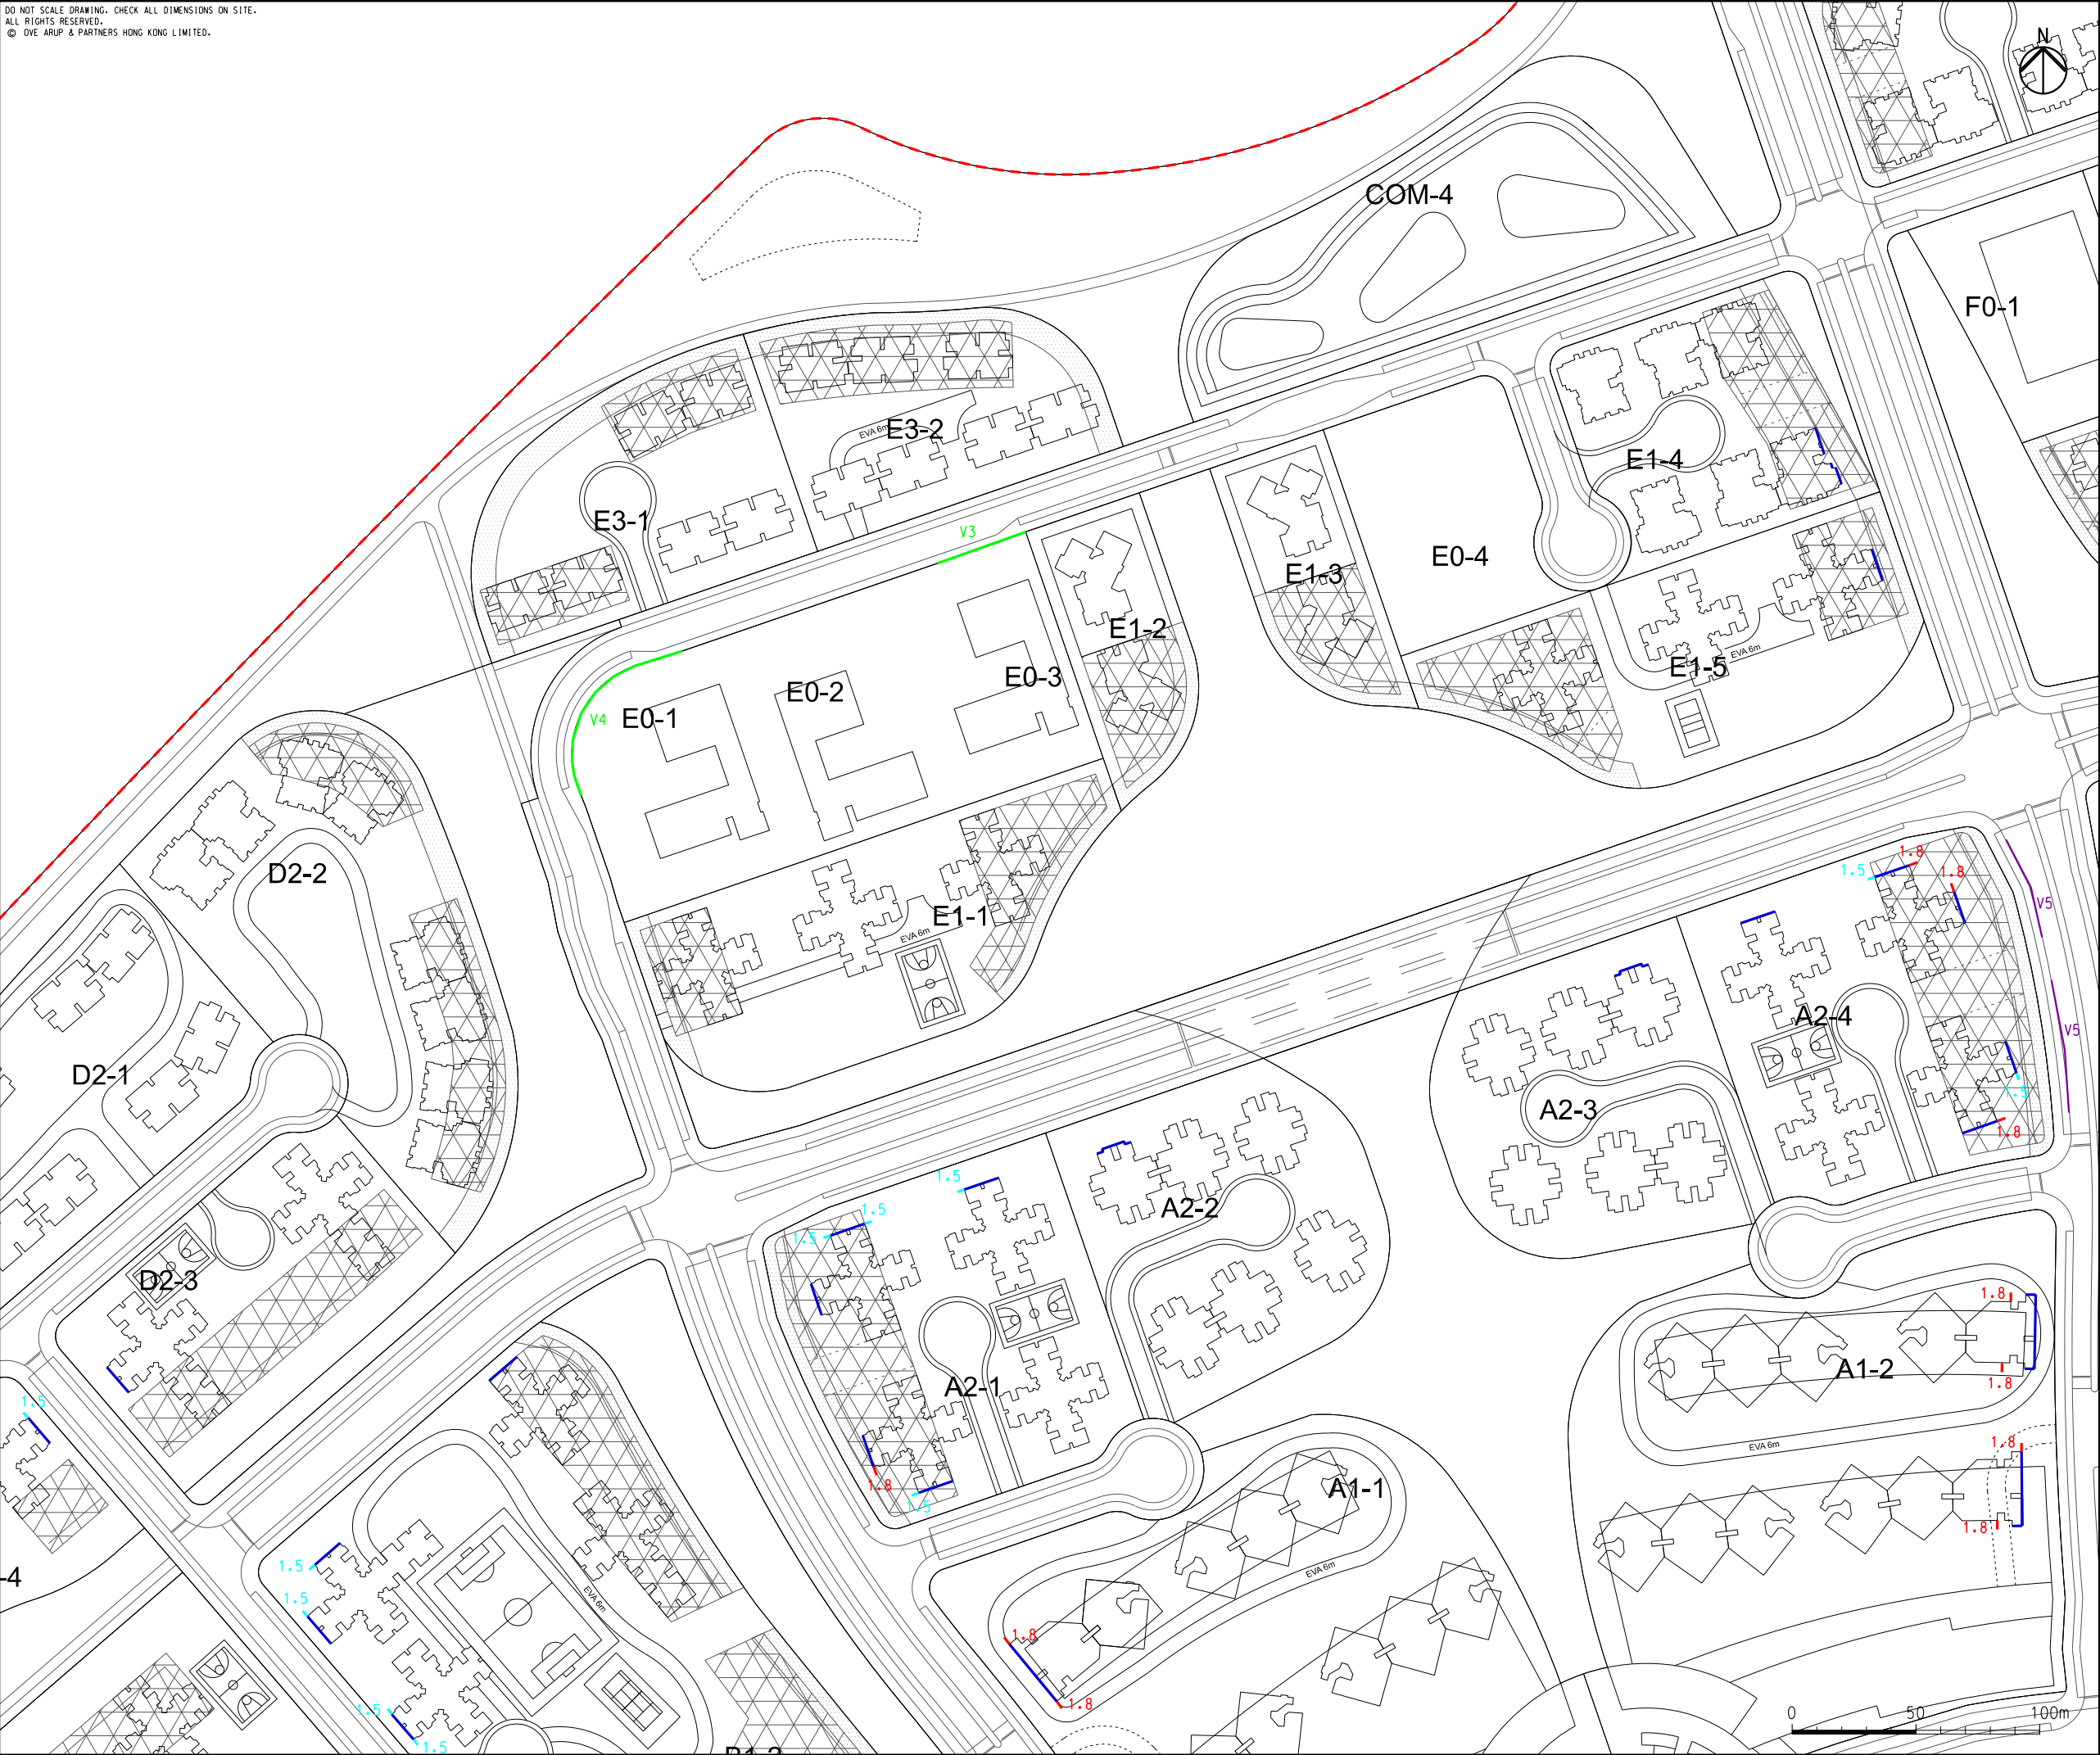 DO NOT SCALE DRAWING. CHECK ALL DIMENSIONS ON SITE.
ALL RIGHTS RESERVED.
© OVE ARUP & PARTNERS HONG KONG LIMITED.
N
COM-4
F0-1
EVA 6m
E3-2
E1-4
E3-1
V3
E0-4
E1-3
E1-2
EVA 6m
E1-5
E0-3
E0-2
V4
E0-1
1.8
1.5
1.8
D2-2
V5
E1-1
EVA 6m
A2-4
V5
D2-1
1.5
A2-3
1.8
1.5
A2-2
1.5
1.5
D2-3
1.8
A1-2
1.8
A2-1
1.5
1.8
EVA 6m
1.8
A1-1
1.5
1.8
1.5
EVA 6m
-4
1.5
EVA 6m
1.8
1.8
1.5
1.5
0
50
100m